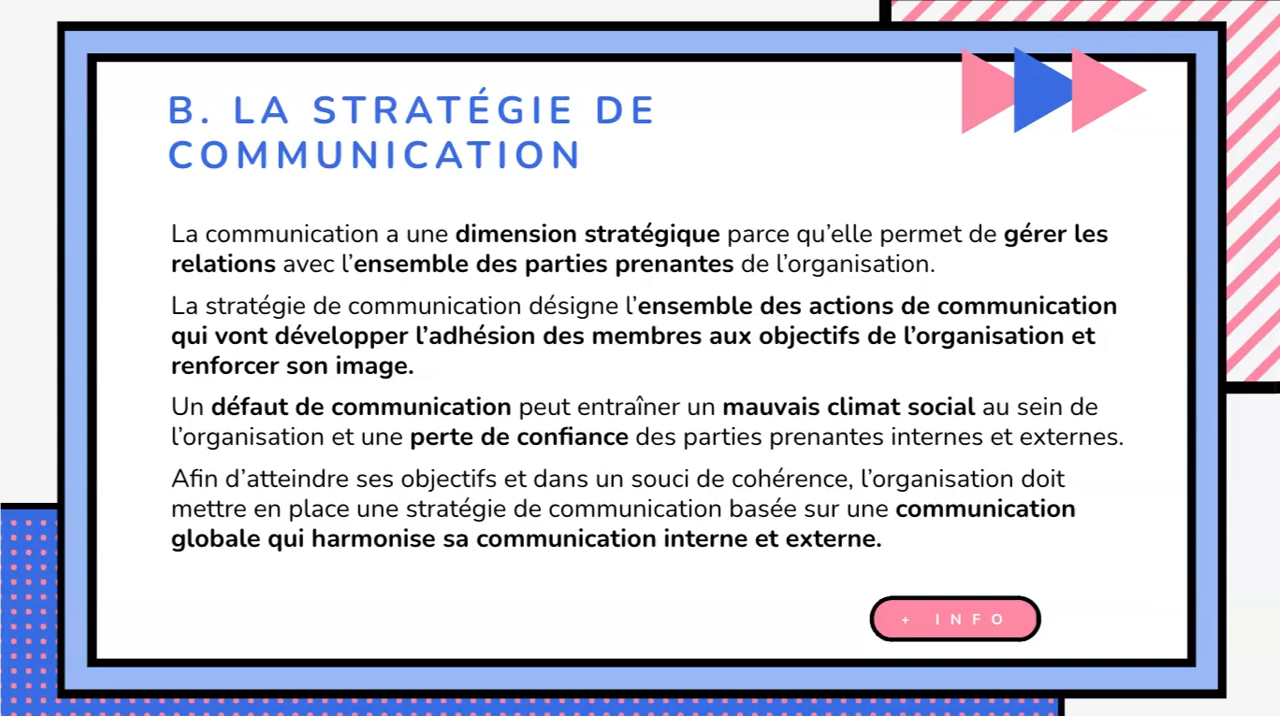 B. LA STRATÉGIE DE
COMMUNICATION
La communication a une dimension stratégique parce qu’elle permet de gérer les
relations avec l’ensemble des parties prenantes de l’organisation.
La stratégie de communication désigne l’ensemble des actions de communication
qui vont développer l’adhésion des membres aux objectifs de l’organisation et
renforcer son image.
Un défaut de communication peut entraîner un mauvais climat social au sein de
l’organisation et une perte de confiance des parties prenantes internes et externes.
Afin d’atteindre ses objectifs et dans un souci de cohérence, l’organisation doit
mettre en place une stratégie de communication basée sur une communication
globale qui harmonise sa communication interne et externe.
+ INFO